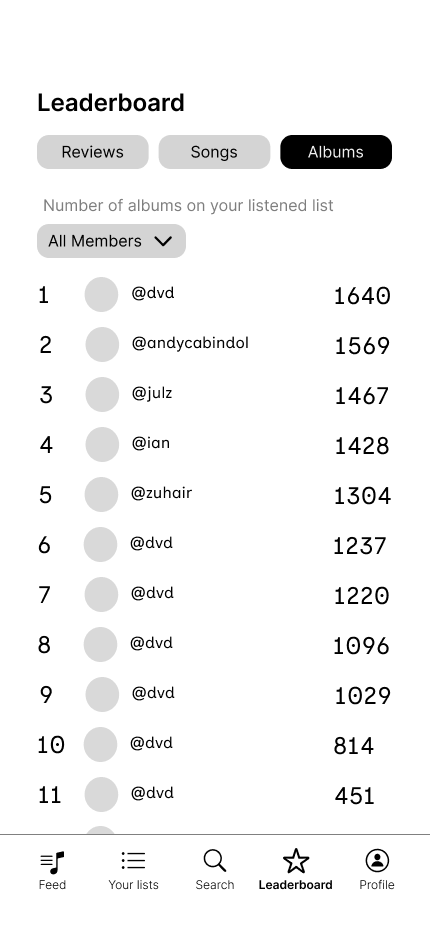 Leaderboard
Reviews Songs Albums
Number of albums on your listened list
All Members
1 @dvd 1640
2 @andycabindol 1569
3 @julz 1467
4 @ian 1428
5 @zuhair 1304
6 @dvd 1237
7 @dvd 1220
8 @dvd 1096
9 @dvd 1029
10 @dvd 814
11 @dvd 451
Feed Your lists Search Leaderboard Profile